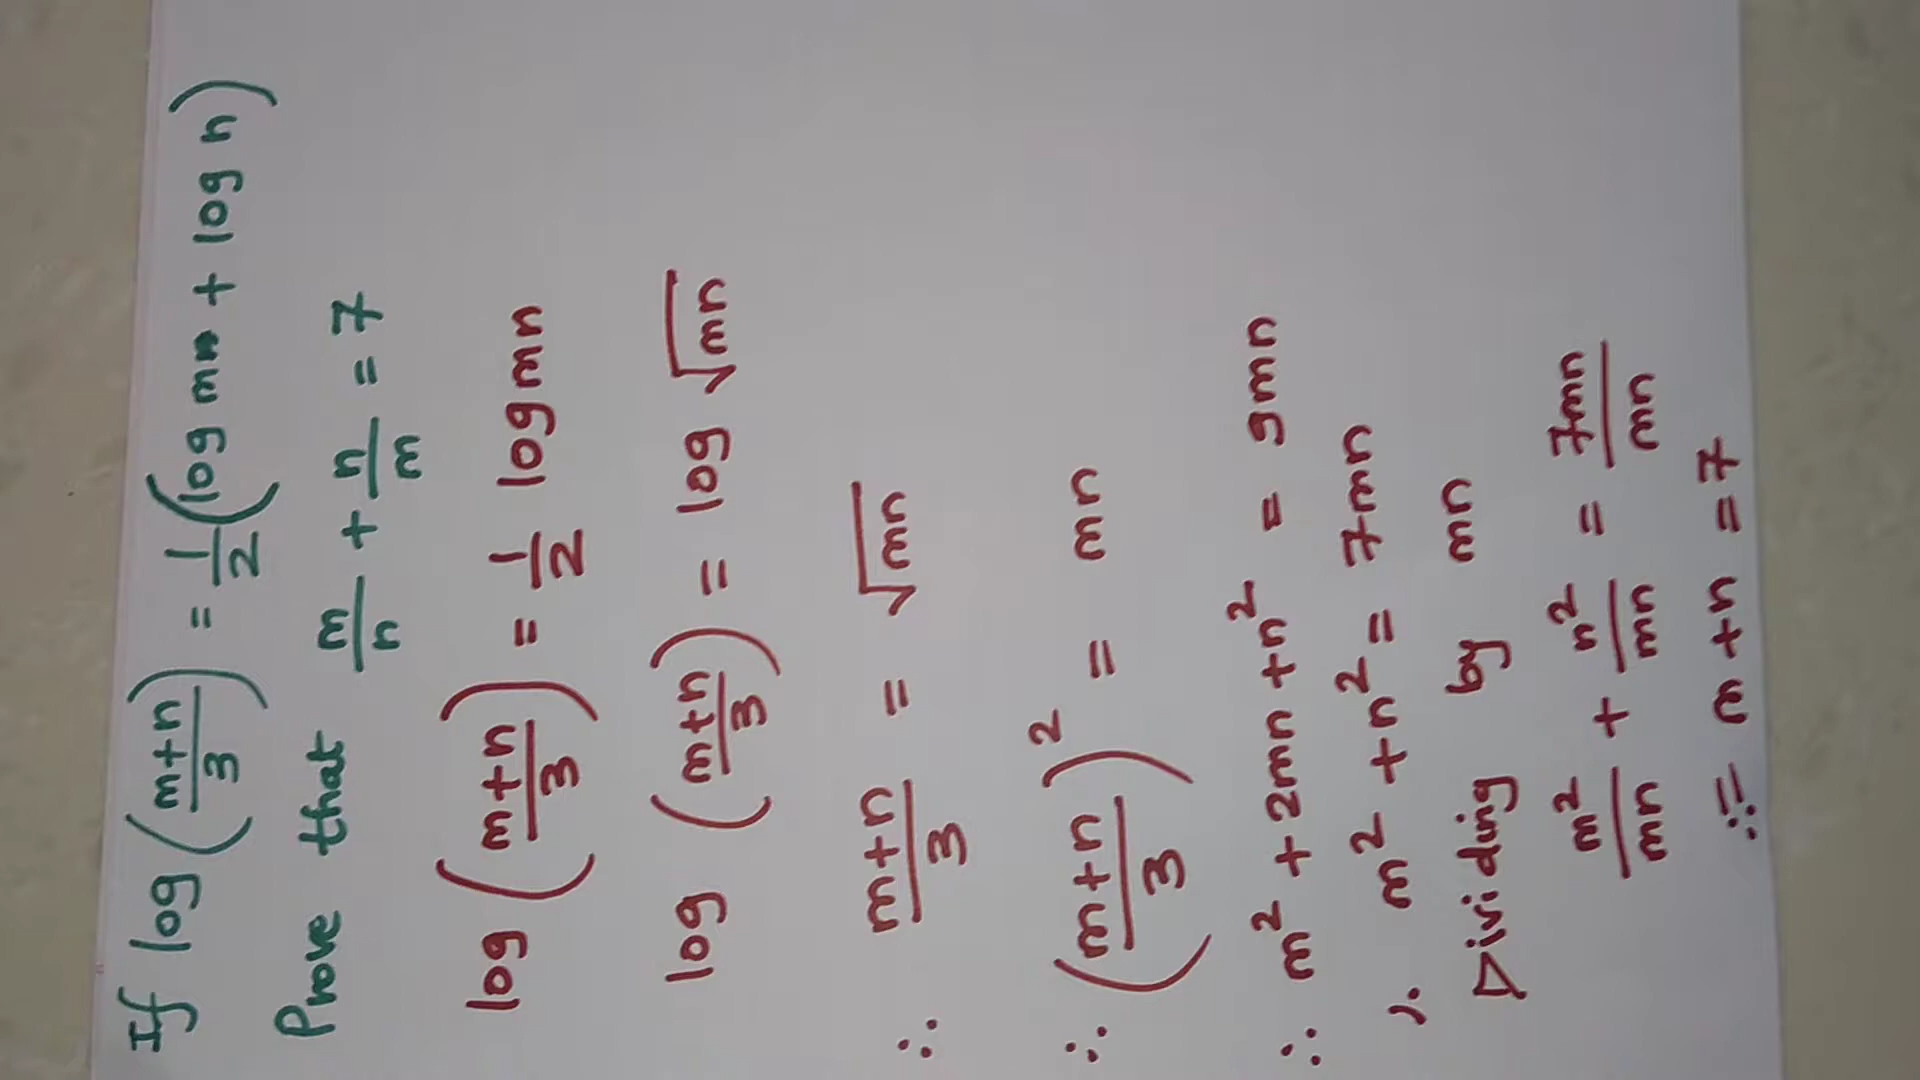 If log (m+n/3) = 1/2 (log m + log n)
Prove that m/n + n/m = 7
log (m+n/3) = 1/2 log mn
log (m+n/3) = log √mn
∴ m+n/3 = √mn
∴ (m+n/3)² = mn
∴ m² + 2mn + n² = 9mn
∴ m² + n² = 7mn
Dividing by mn
m²/mn + n²/mn = 7mn/mn
∴ = m + n = 7